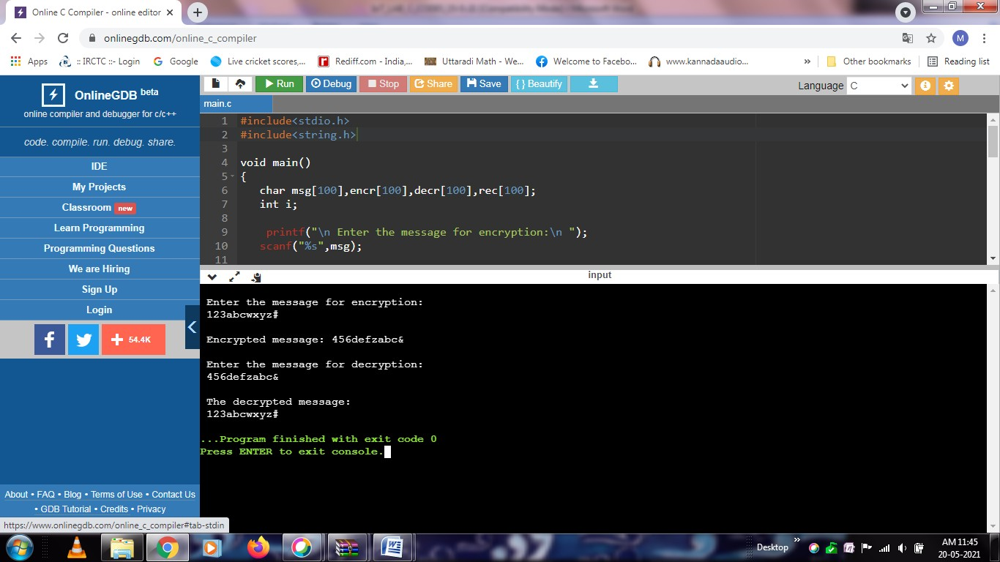 Online C Compiler - online editor
onlinegdb.com/online_c_compiler
M
Apps
:: IRCTC ::- Login
Google
Live cricket scores,...
Rediff.com - India,...
Uttaradi Math - We...
Welcome to Facebo...
www.kannadaaudio...
»
Other bookmarks
Reading list
OnlineGDB beta
online compiler and debugger for c/c++
code. compile. run. debug. share.
IDE
My Projects
Classroom new
Learn Programming
Programming Questions
We are Hiring
Sign Up
Login
54.4K
About • FAQ • Blog • Terms of Use • Contact Us
• GDB Tutorial • Credits • Privacy
https://www.onlinegdb.com/online_c_compiler#tab-stdin
Run
Debug
Stop
Share
Save
{ } Beautify
Language C
main.c
1 #include<stdio.h>
2 #include<string.h>
3
4 void main()
5 {
6 char msg[100],encr[100],decr[100],rec[100];
7 int i;
8
9 printf("\n Enter the message for encryption:\n ");
10 scanf("%s",msg);
11
input
Enter the message for encryption:
123abcwxyz#
Encrypted message: 456defzabc&
Enter the message for decryption:
456defzabc&
The decrypted message:
123abcwxyz#
...Program finished with exit code 0
Press ENTER to exit console.
Desktop
»
AM 11:45
20-05-2021